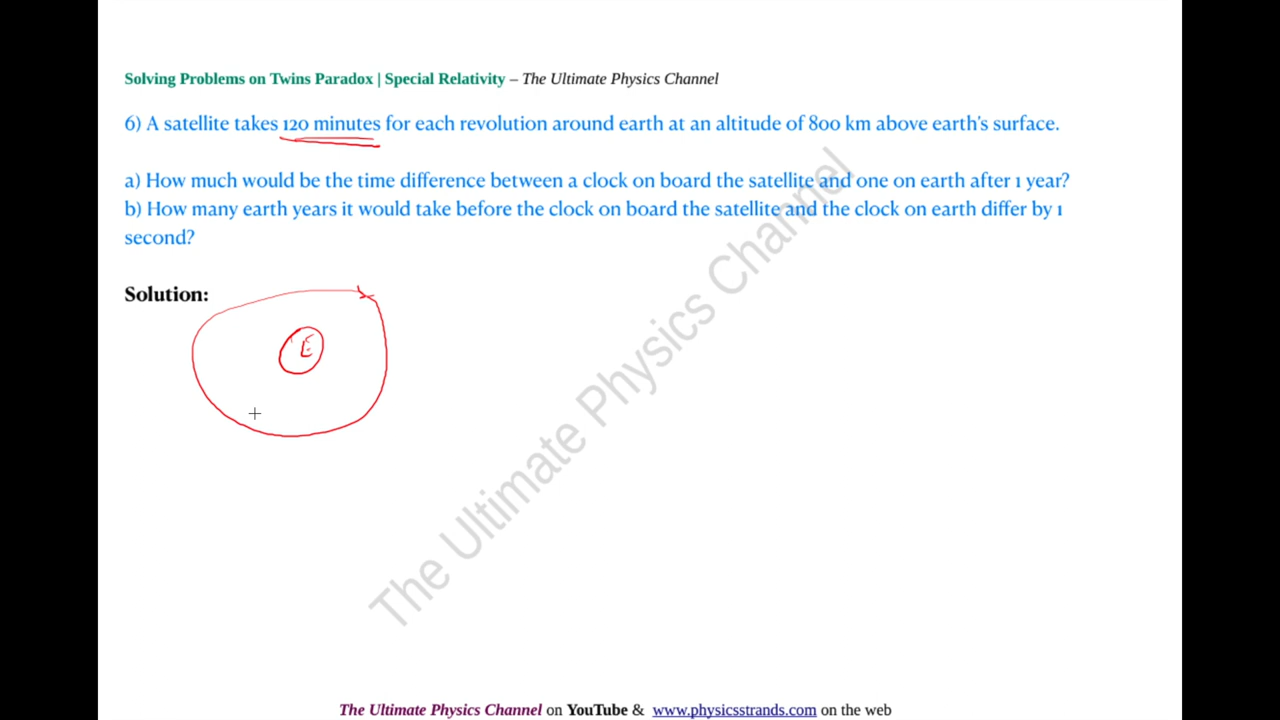 Solving Problems on Twins Paradox | Special Relativity – The Ultimate Physics Channel
6) A satellite takes 120 minutes for each revolution around earth at an altitude of 800 km above earth's surface.
a) How much would be the time difference between a clock on board the satellite and one on earth after 1 year?
b) How many earth years it would take before the clock on board the satellite and the clock on earth differ by 1
second?
Solution:
E
The Ultimate Physics Channel
The Ultimate Physics Channel on YouTube & www.physicsstrands.com on the web